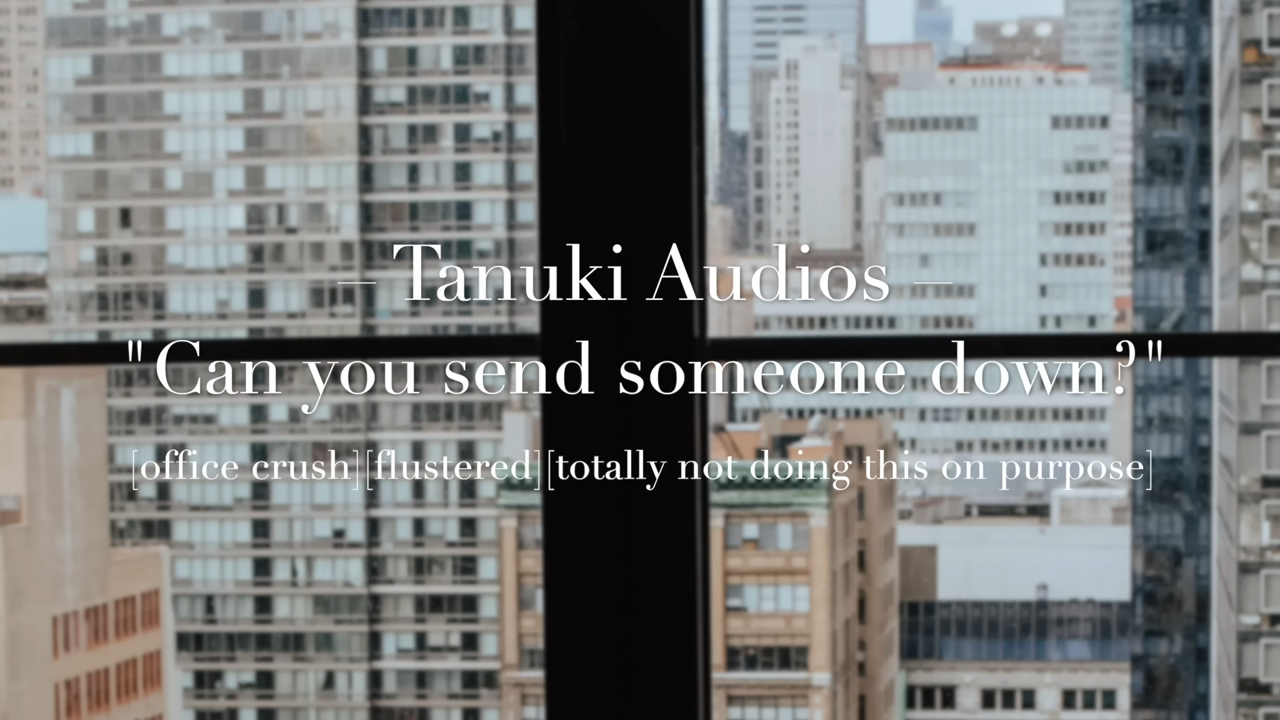 – Tanuki Audios –
"Can you send someone down?"
[office crush][flustered][totally not doing this on purpose]